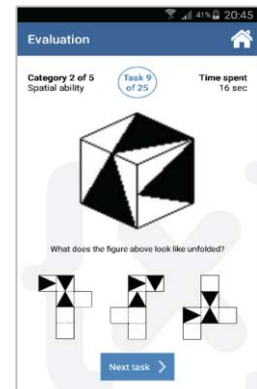 41% 20:45
Evaluation
Category 2 of 5
Spatial ability
Task 9
of 25
Time spent
16 sec
What does the figure above look like unfolded?
Next task